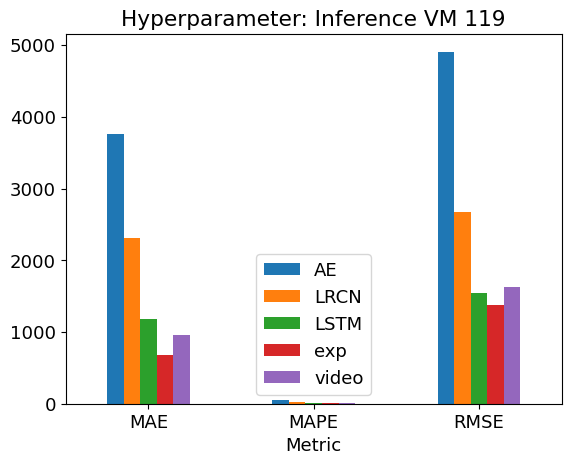 Hyperparameter: Inference VM 119
5000
4000
3000
2000
1000
0
AE
LRCN
LSTM
exp
video
MAE MAPE RMSE
Metric